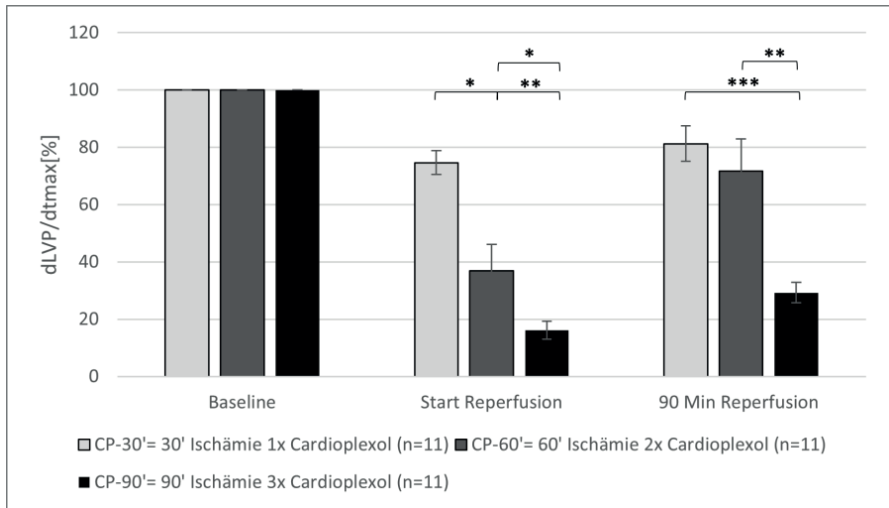 120
100
80
60
40
20
0
dLVP/dtmax[%]
*
*
**
**
***
Baseline
Start Reperfusion
90 Min Reperfusion
CP-30'= 30' Ischämie 1x Cardioplexol (n=11)
CP-60'= 60' Ischämie 2x Cardioplexol (n=11)
CP-90'= 90' Ischämie 3x Cardioplexol (n=11)